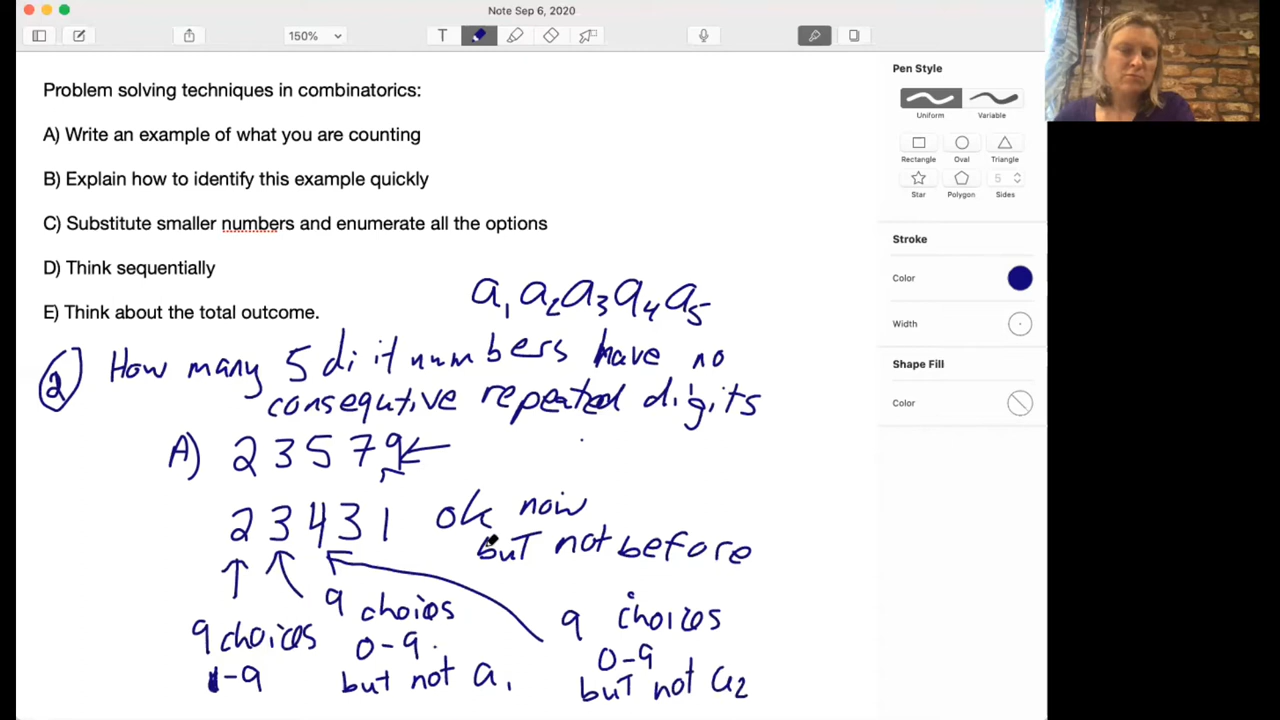 Note Sep 6, 2020
150%
T
Pen Style
Uniform
Variable
Rectangle
Oval
Triangle
5
Star
Polygon
Sides
Stroke
Color
Width
Shape Fill
Color
Problem solving techniques in combinatorics:
A) Write an example of what you are counting
B) Explain how to identify this example quickly
C) Substitute smaller numbers and enumerate all the options
D) Think sequentially
E) Think about the total outcome.
a1 a2 a3 a4 a5
2) How many 5 di it numbers have no
consequtive repeated digits
A) 2 3 5 7 9
2 3 4 3 1 ok now
but not before
9 choices
1-9
9 choices
0-9
but not a1
9 choices
0-9
but not a2